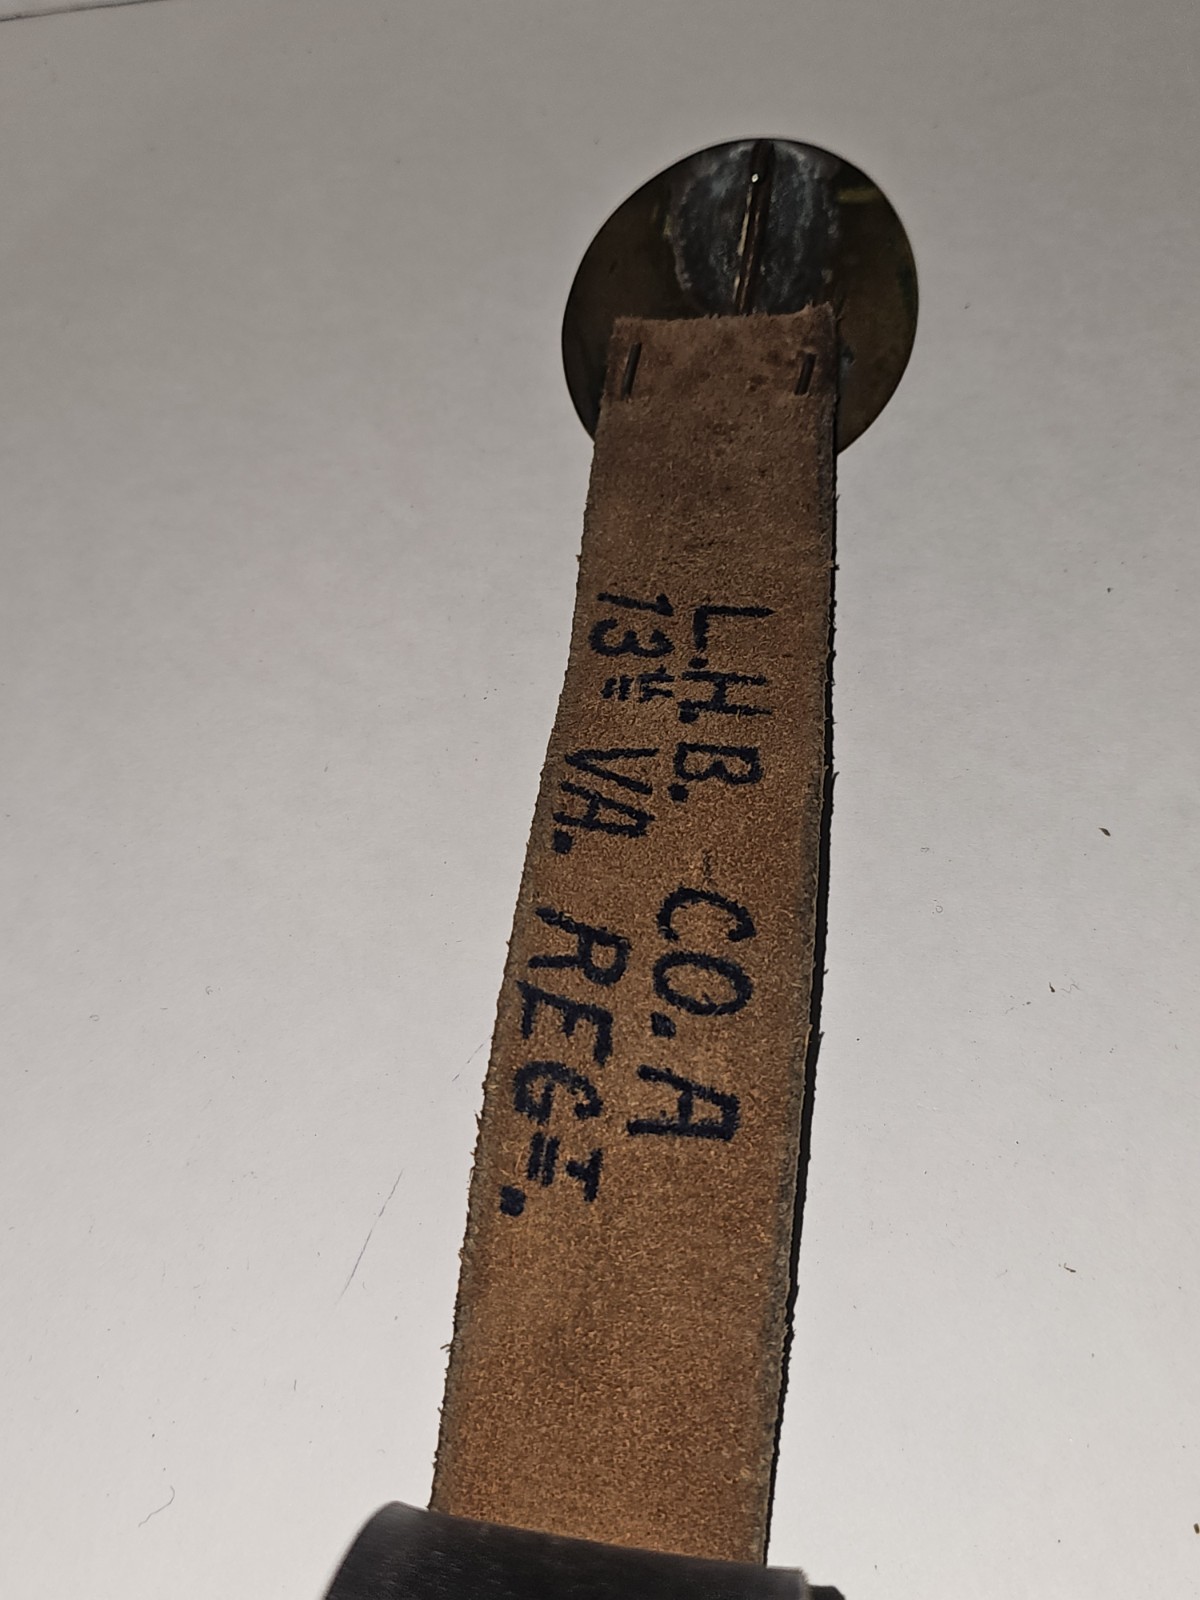 L.H.B. CO. A
13th VA. REGT.